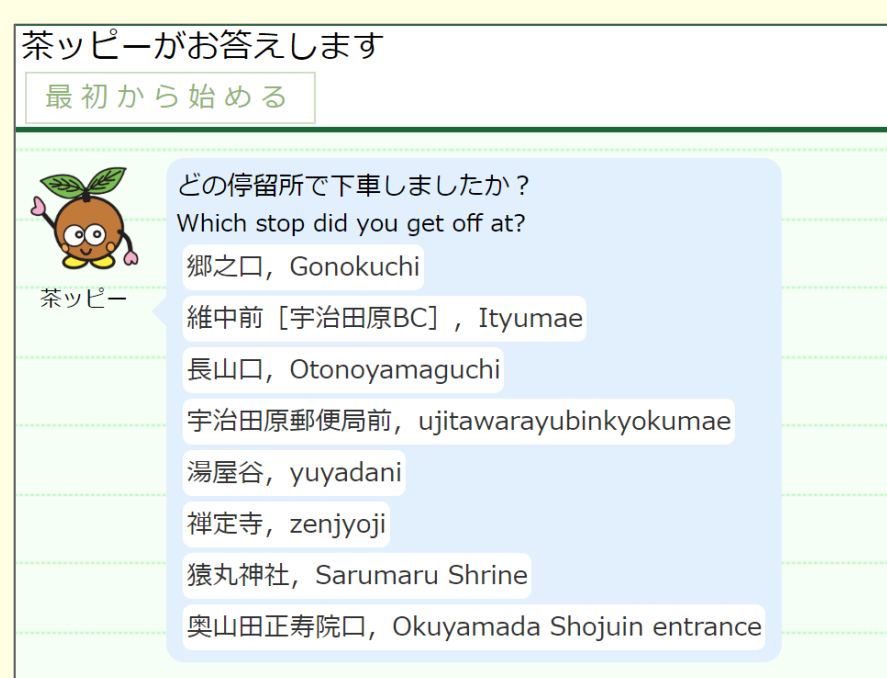 茶ッピーがお答えします
最初から始める
どの停留所で下車しましたか？
Which stop did you get off at?
郷之口，Gonokuchi
維中前［宇治田原BC］，Ityumae
長山口，Otonoyamaguchi
宇治田原郵便局前，ujitawarayubinkyokumae
湯屋谷，yuyadani
禅定寺，zenjyoji
猿丸神社，Sarumaru Shrine
奥山田正寿院口，Okuyamada Shojuin entrance
茶ッピー